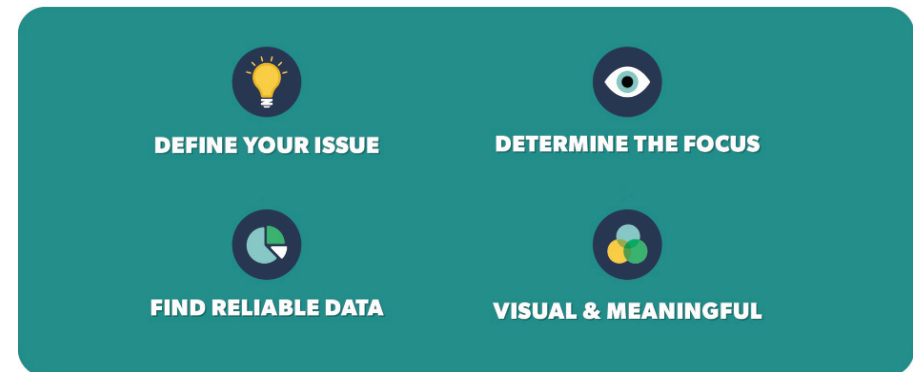 DEFINE YOUR ISSUE
DETERMINE THE FOCUS
FIND RELIABLE DATA
VISUAL & MEANINGFUL